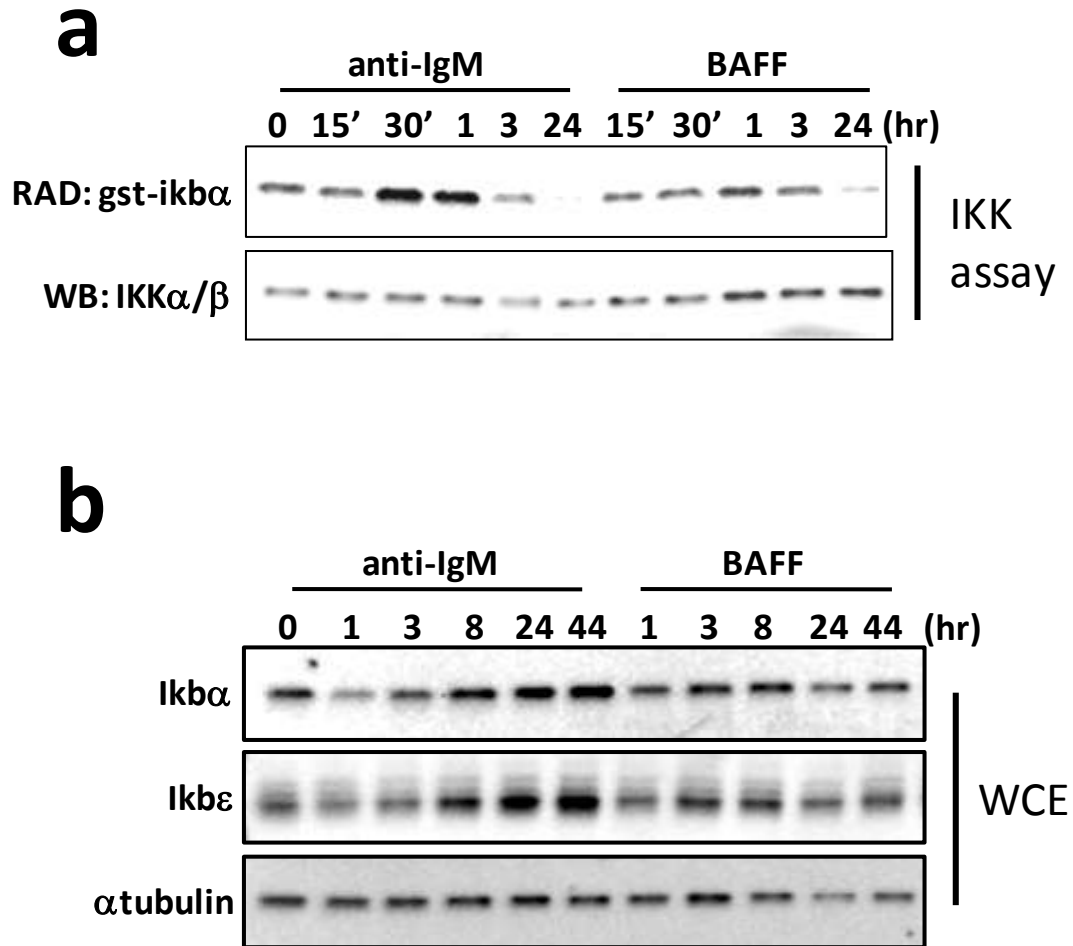 a
anti-IgM BAFF
0 15’ 30’ 1 3 24 15’ 30’ 1 3 24 (hr)
RAD: gst-ikbα
WB: IKKα/β
IKK
assay
b
anti-IgM BAFF
0 1 3 8 24 44 1 3 8 24 44 (hr)
Ikbα
Ikbε
αtubulin
WCE